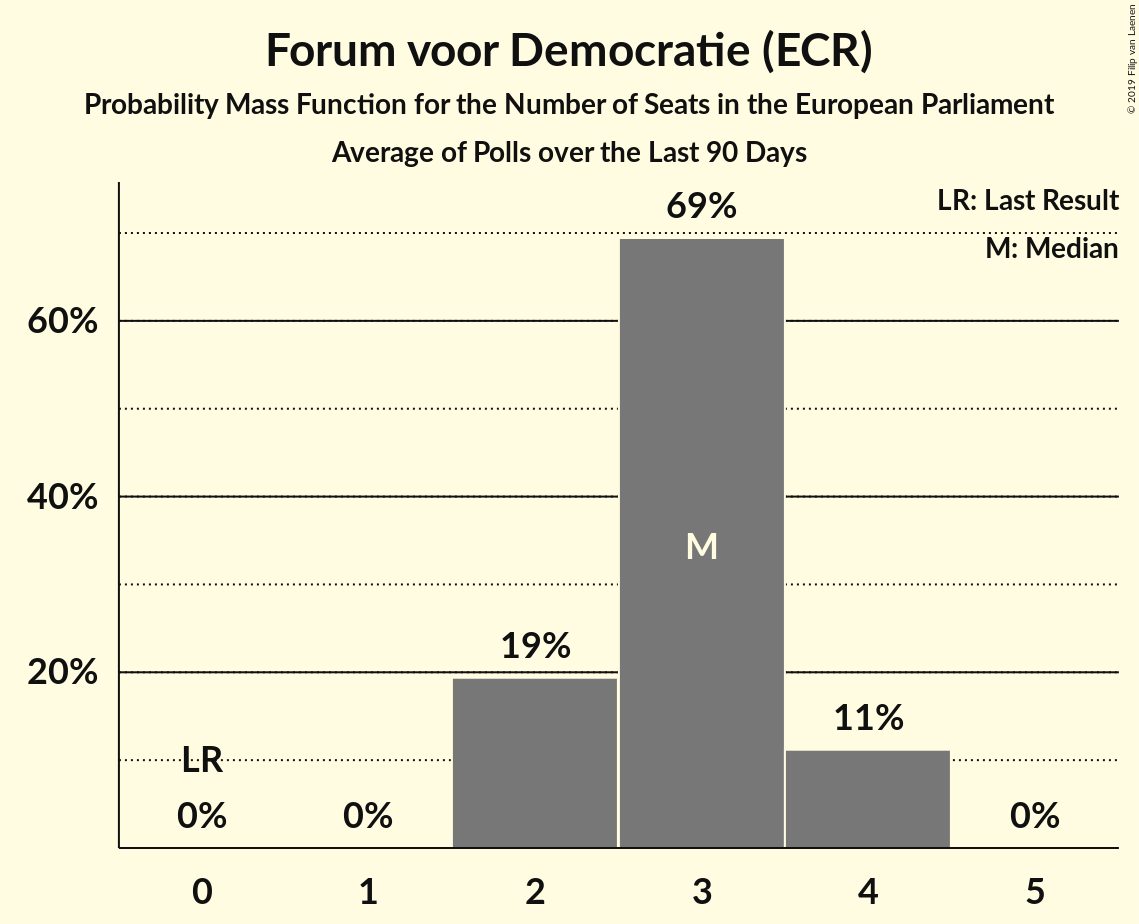 Forum voor Democratie (ECR)
Probability Mass Function for the Number of Seats in the European Parliament
Average of Polls over the Last 90 Days
© 2019 Filip van Laenen
LR: Last Result
M: Median
69%
60%
40%
M
19%
20%
11%
LR
0%
0%
0%
0
1
2
3
4
5